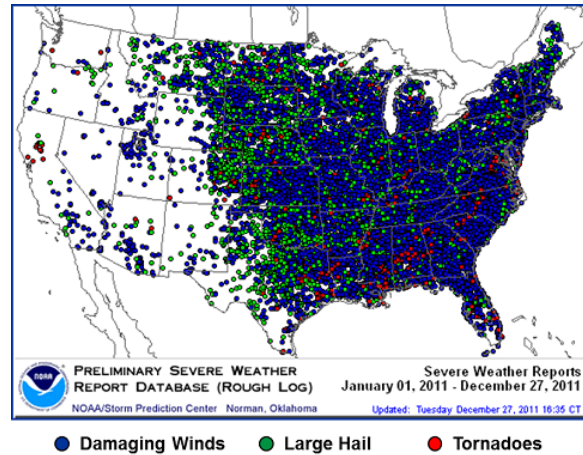 NOAA
PRELIMINARY SEVERE WEATHER
REPORT DATABASE (ROUGH LOG)
NOAA/Storm Prediction Center Norman, Oklahoma
Severe Weather Reports
January 01, 2011 - December 27, 2011
Updated: Tuesday December 27, 2011 16:35 CT
Damaging Winds
Large Hail
Tornadoes